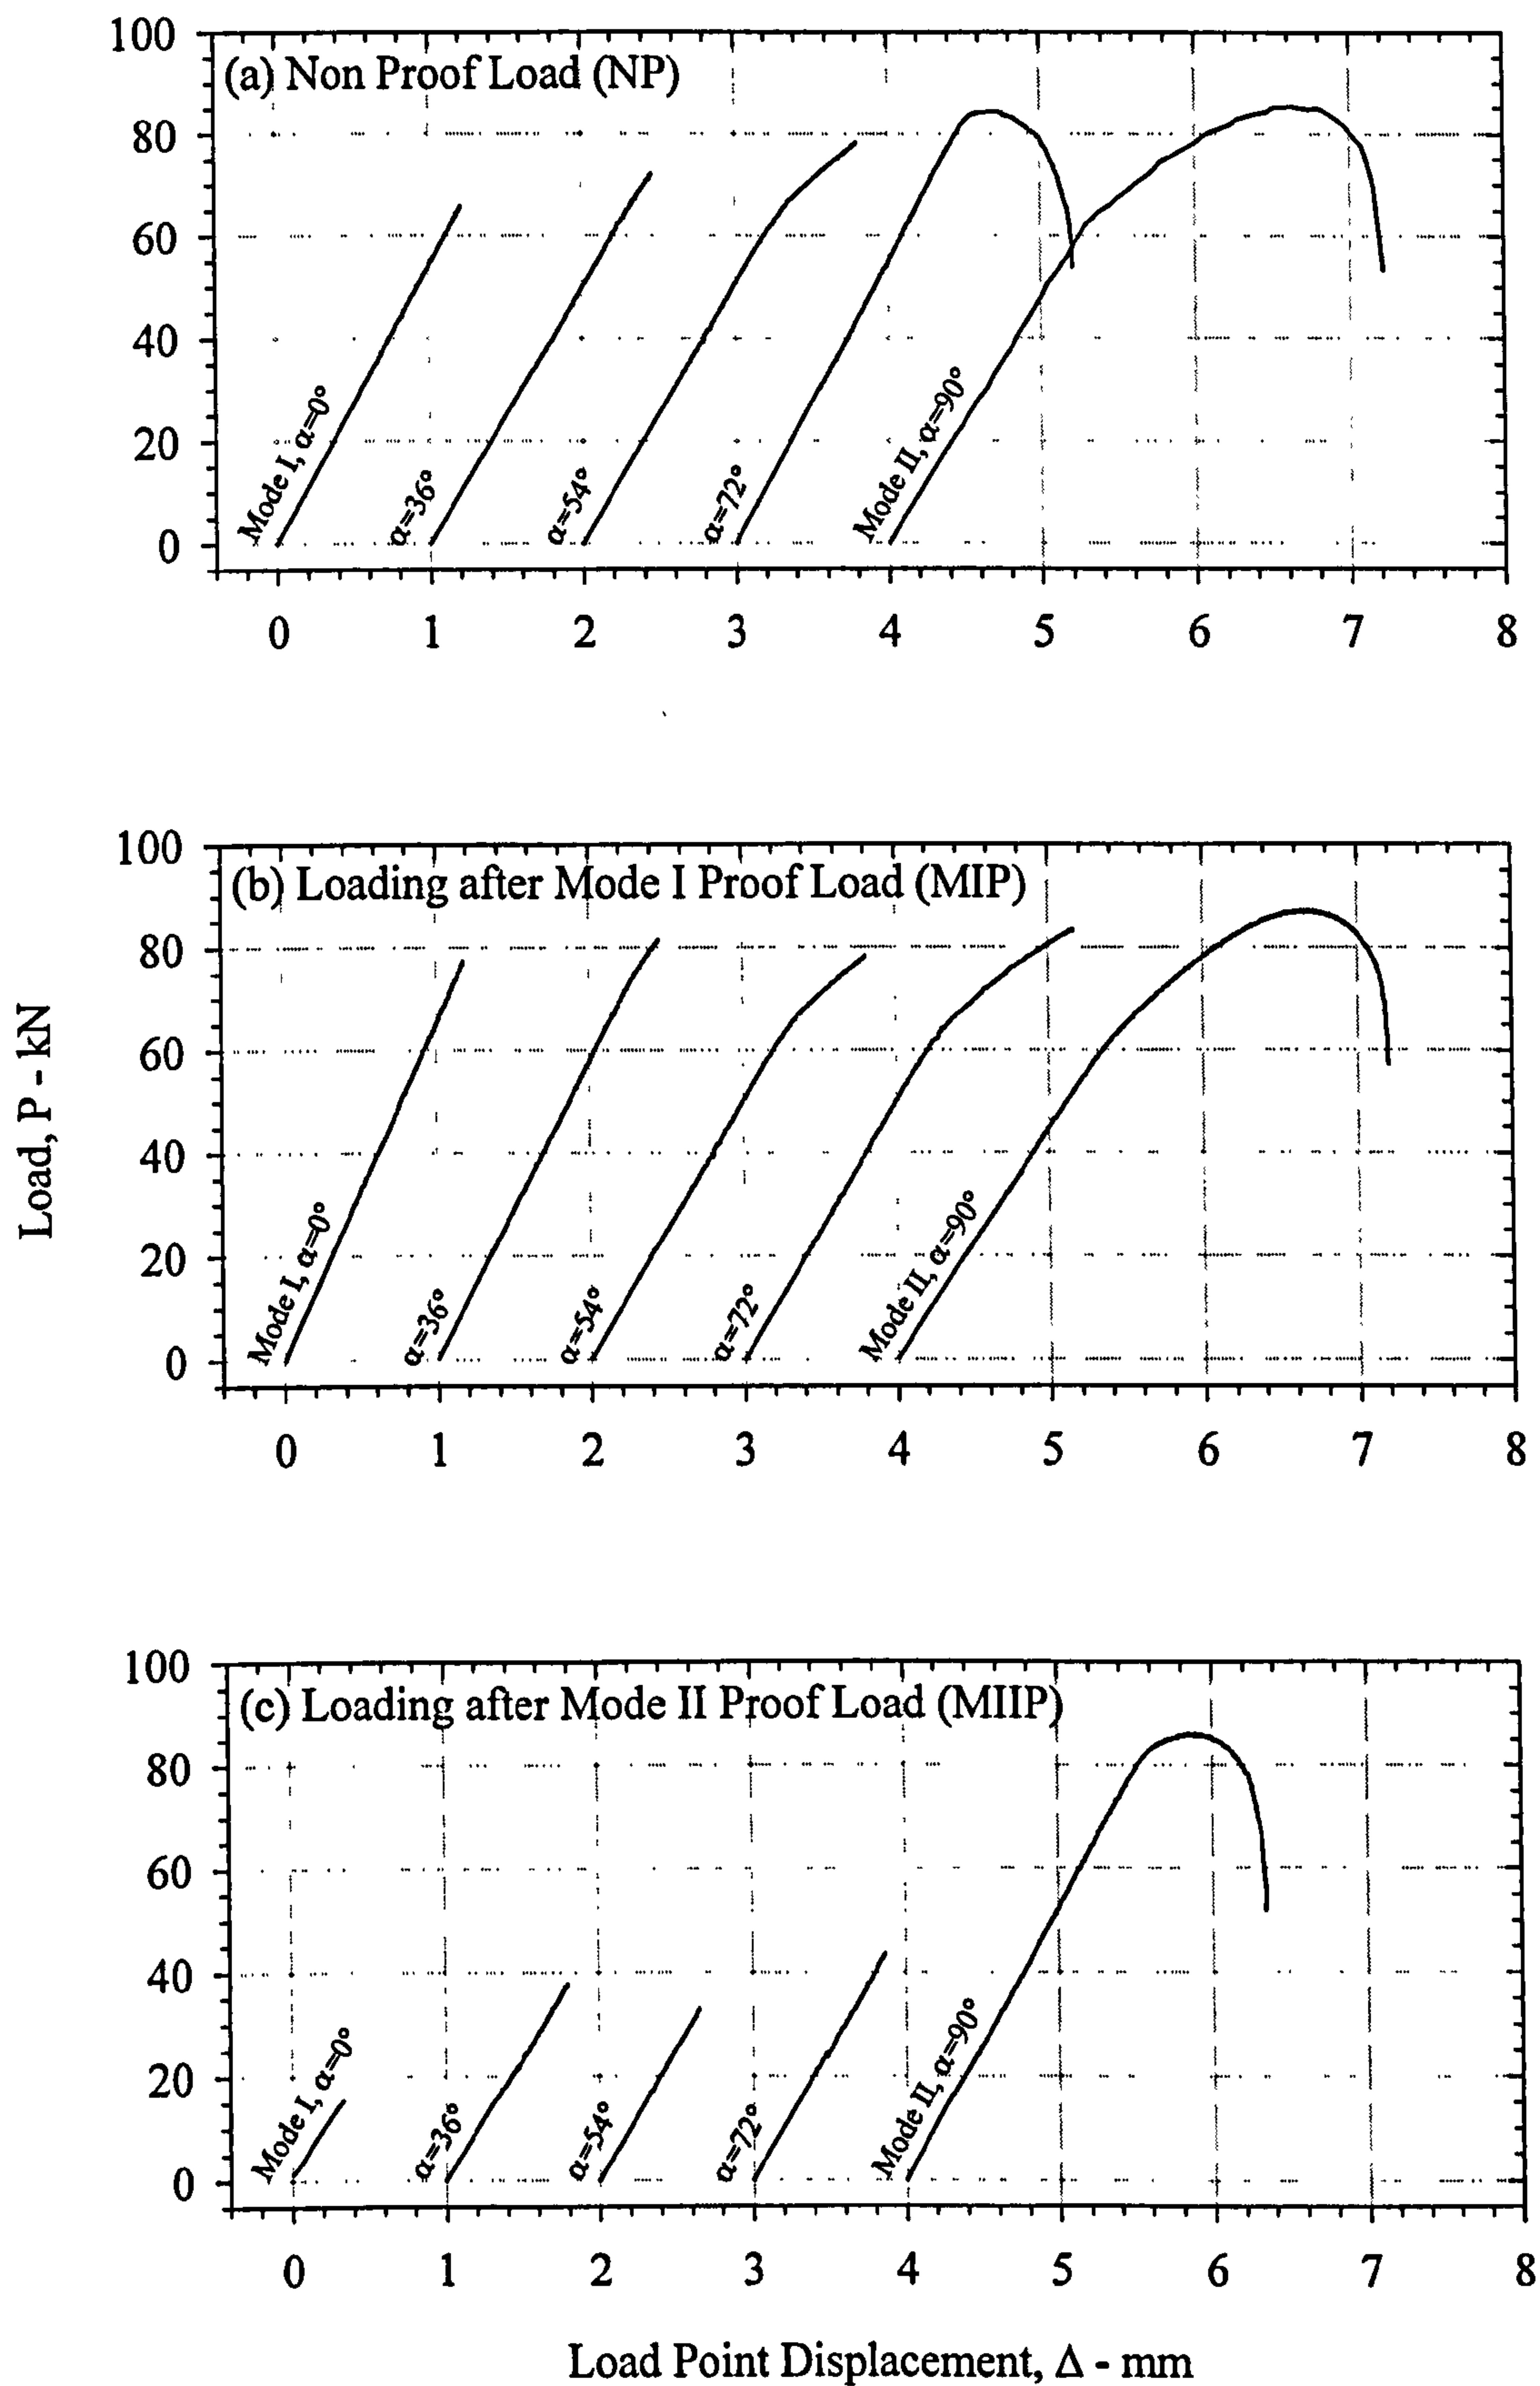 100
(a) Non Proof Load (NP)
80
60
40
20
0
Mode I, α=0°
α=36°
α=54°
α=72°
Mode II, α=90°
0 1 2 3 4 5 6 7 8
100
(b) Loading after Mode I Proof Load (MIP)
80
60
40
20
0
Mode I, α=0°
α=36°
α=54°
α=72°
Mode II, α=90°
0 1 2 3 4 5 6 7 8
Load, P - kN
100
(c) Loading after Mode II Proof Load (MIIP)
80
60
40
20
0
Mode I, α=0°
α=36°
α=54°
α=72°
Mode II, α=90°
0 1 2 3 4 5 6 7 8
Load Point Displacement, Δ - mm